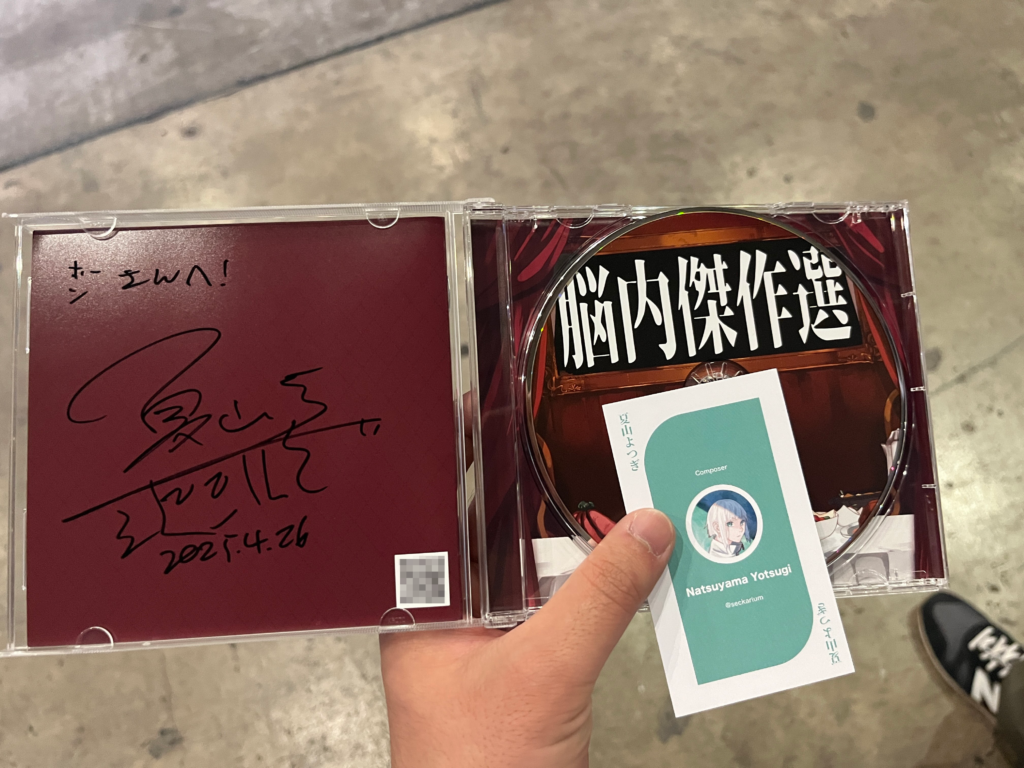 ホンさんへ!
夏山よつぎ
2025.4.26
脳内傑作選
夏山よつぎ
Composer
Natsuyama Yotsugi
@seckarium
夏山よつぎ
N